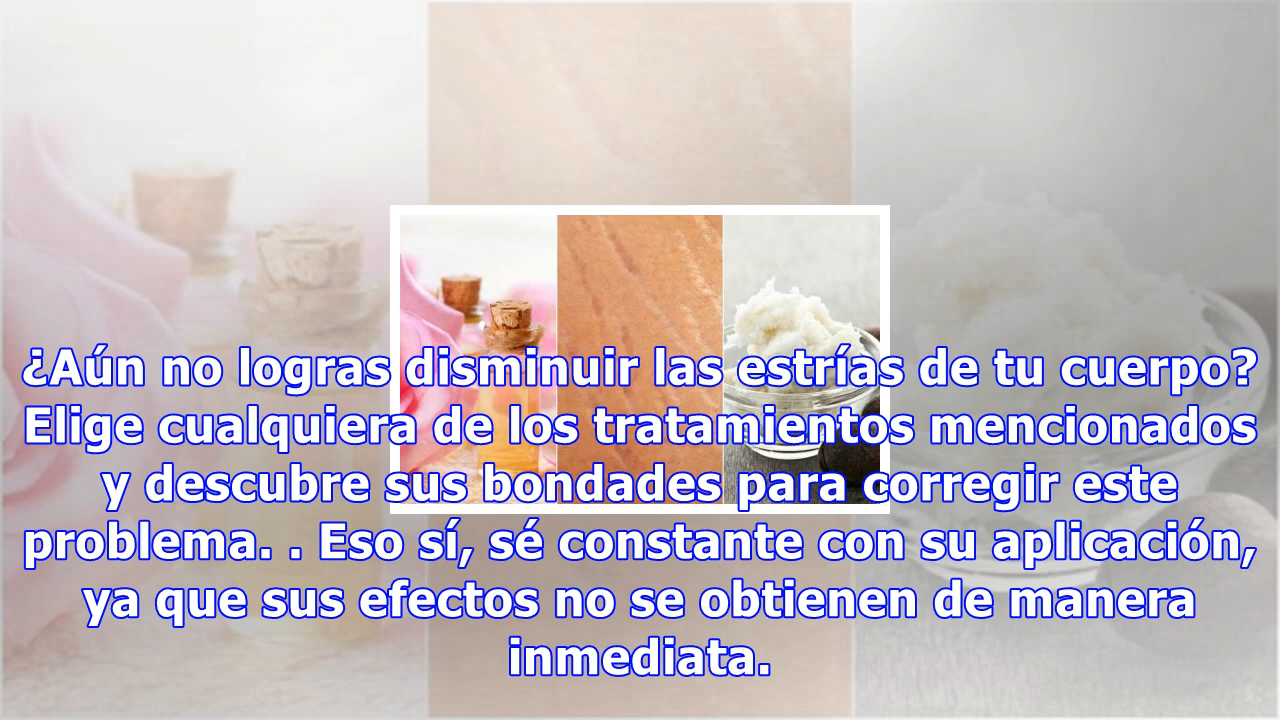 ¿Aún no logras disminuir las estrías de tu cuerpo?
Elige cualquiera de los tratamientos mencionados
y descubre sus bondades para corregir este
problema. . Eso sí, sé constante con su aplicación,
ya que sus efectos no se obtienen de manera
inmediata.